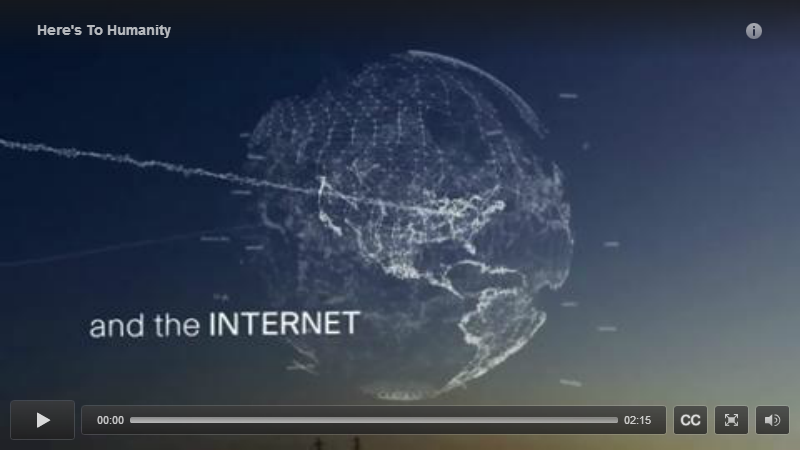 Here's To Humanity
and the INTERNET
00:00
02:15
CC